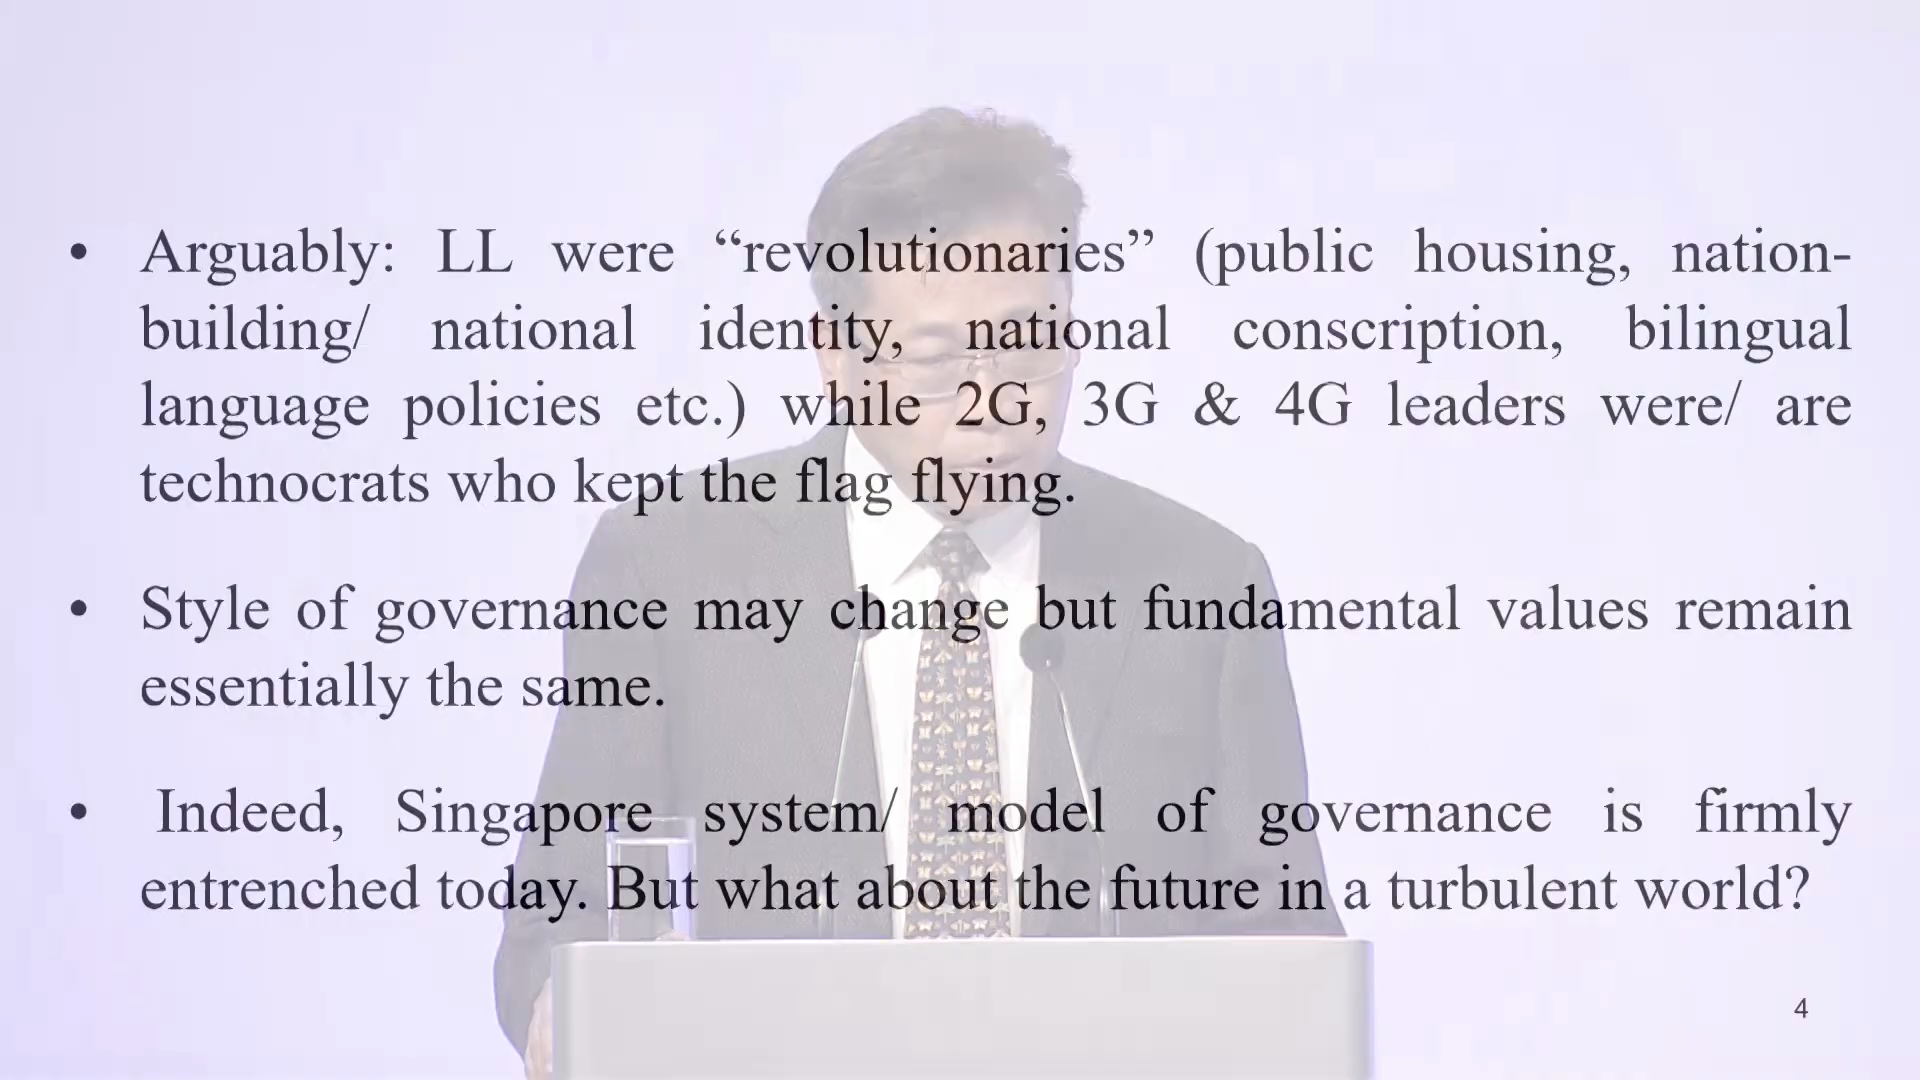 • Arguably: LL were “revolutionaries” (public housing, nation-
building/ national identity, national conscription, bilingual
language policies etc.) while 2G, 3G & 4G leaders were/ are
technocrats who kept the flag flying.
• Style of governance may change but fundamental values remain
essentially the same.
• Indeed, Singapore system/ model of governance is firmly
entrenched today. But what about the future in a turbulent world?
4